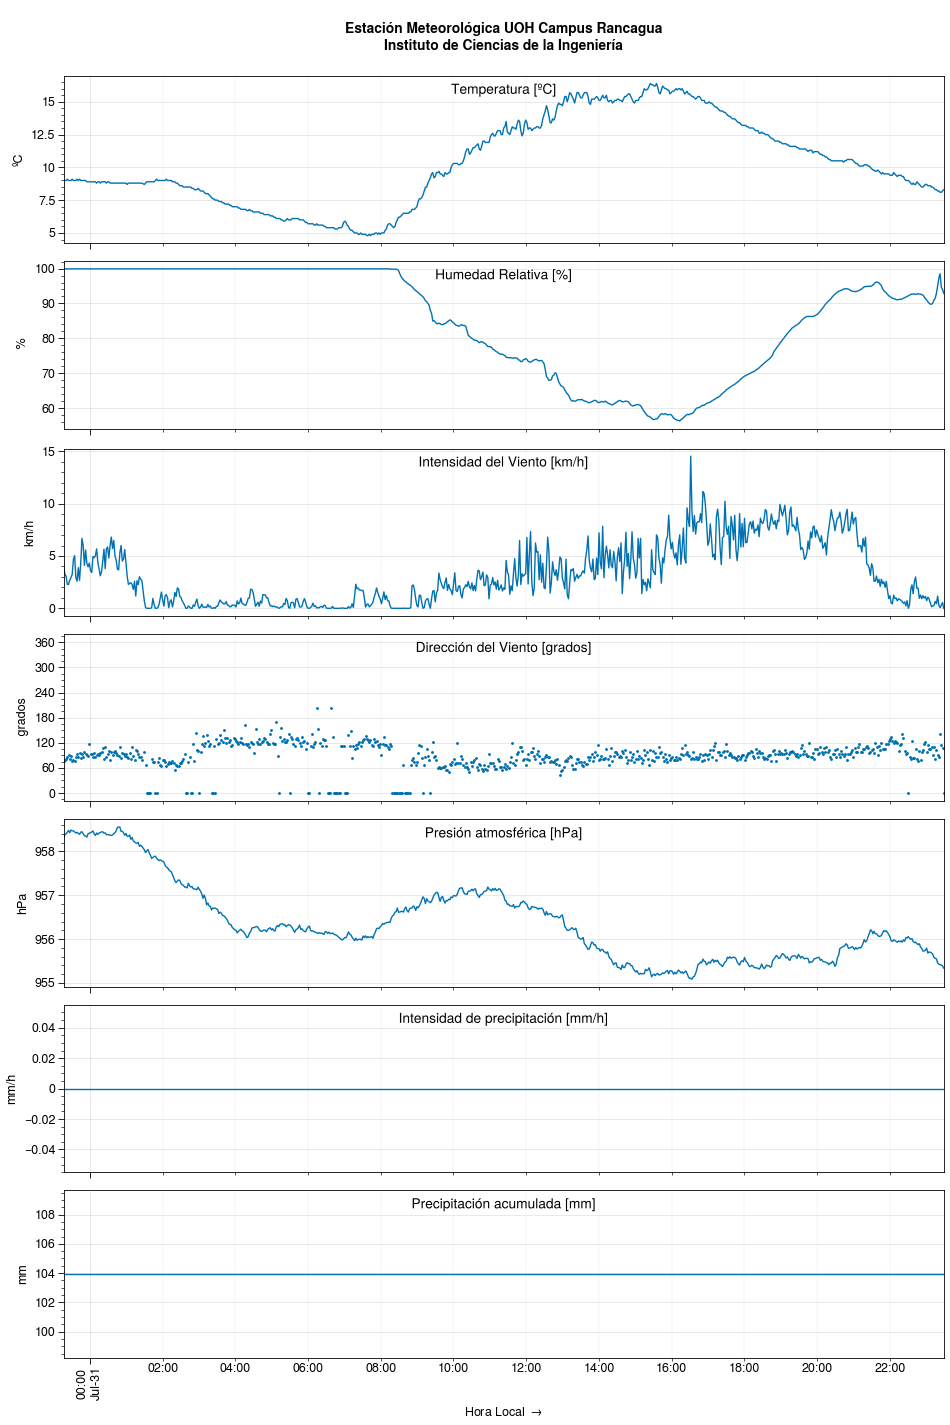 Estación Meteorológica UOH Campus Rancagua
Instituto de Ciencias de la Ingeniería
Temperatura [ºC]
15
12.5
10
7.5
5
ºC
Humedad Relativa [%]
100
90
80
70
60
%
Intensidad del Viento [km/h]
15
10
5
0
km/h
Dirección del Viento [grados]
360
300
240
180
120
60
0
grados
Presión atmosférica [hPa]
958
957
956
955
hPa
Intensidad de precipitación [mm/h]
0.04
0.02
0
−0.02
−0.04
mm/h
Precipitación acumulada [mm]
108
106
104
102
100
mm
00:00
Jul-31
02:00
04:00
06:00
08:00
10:00
12:00
14:00
16:00
18:00
20:00
22:00
Hora Local →